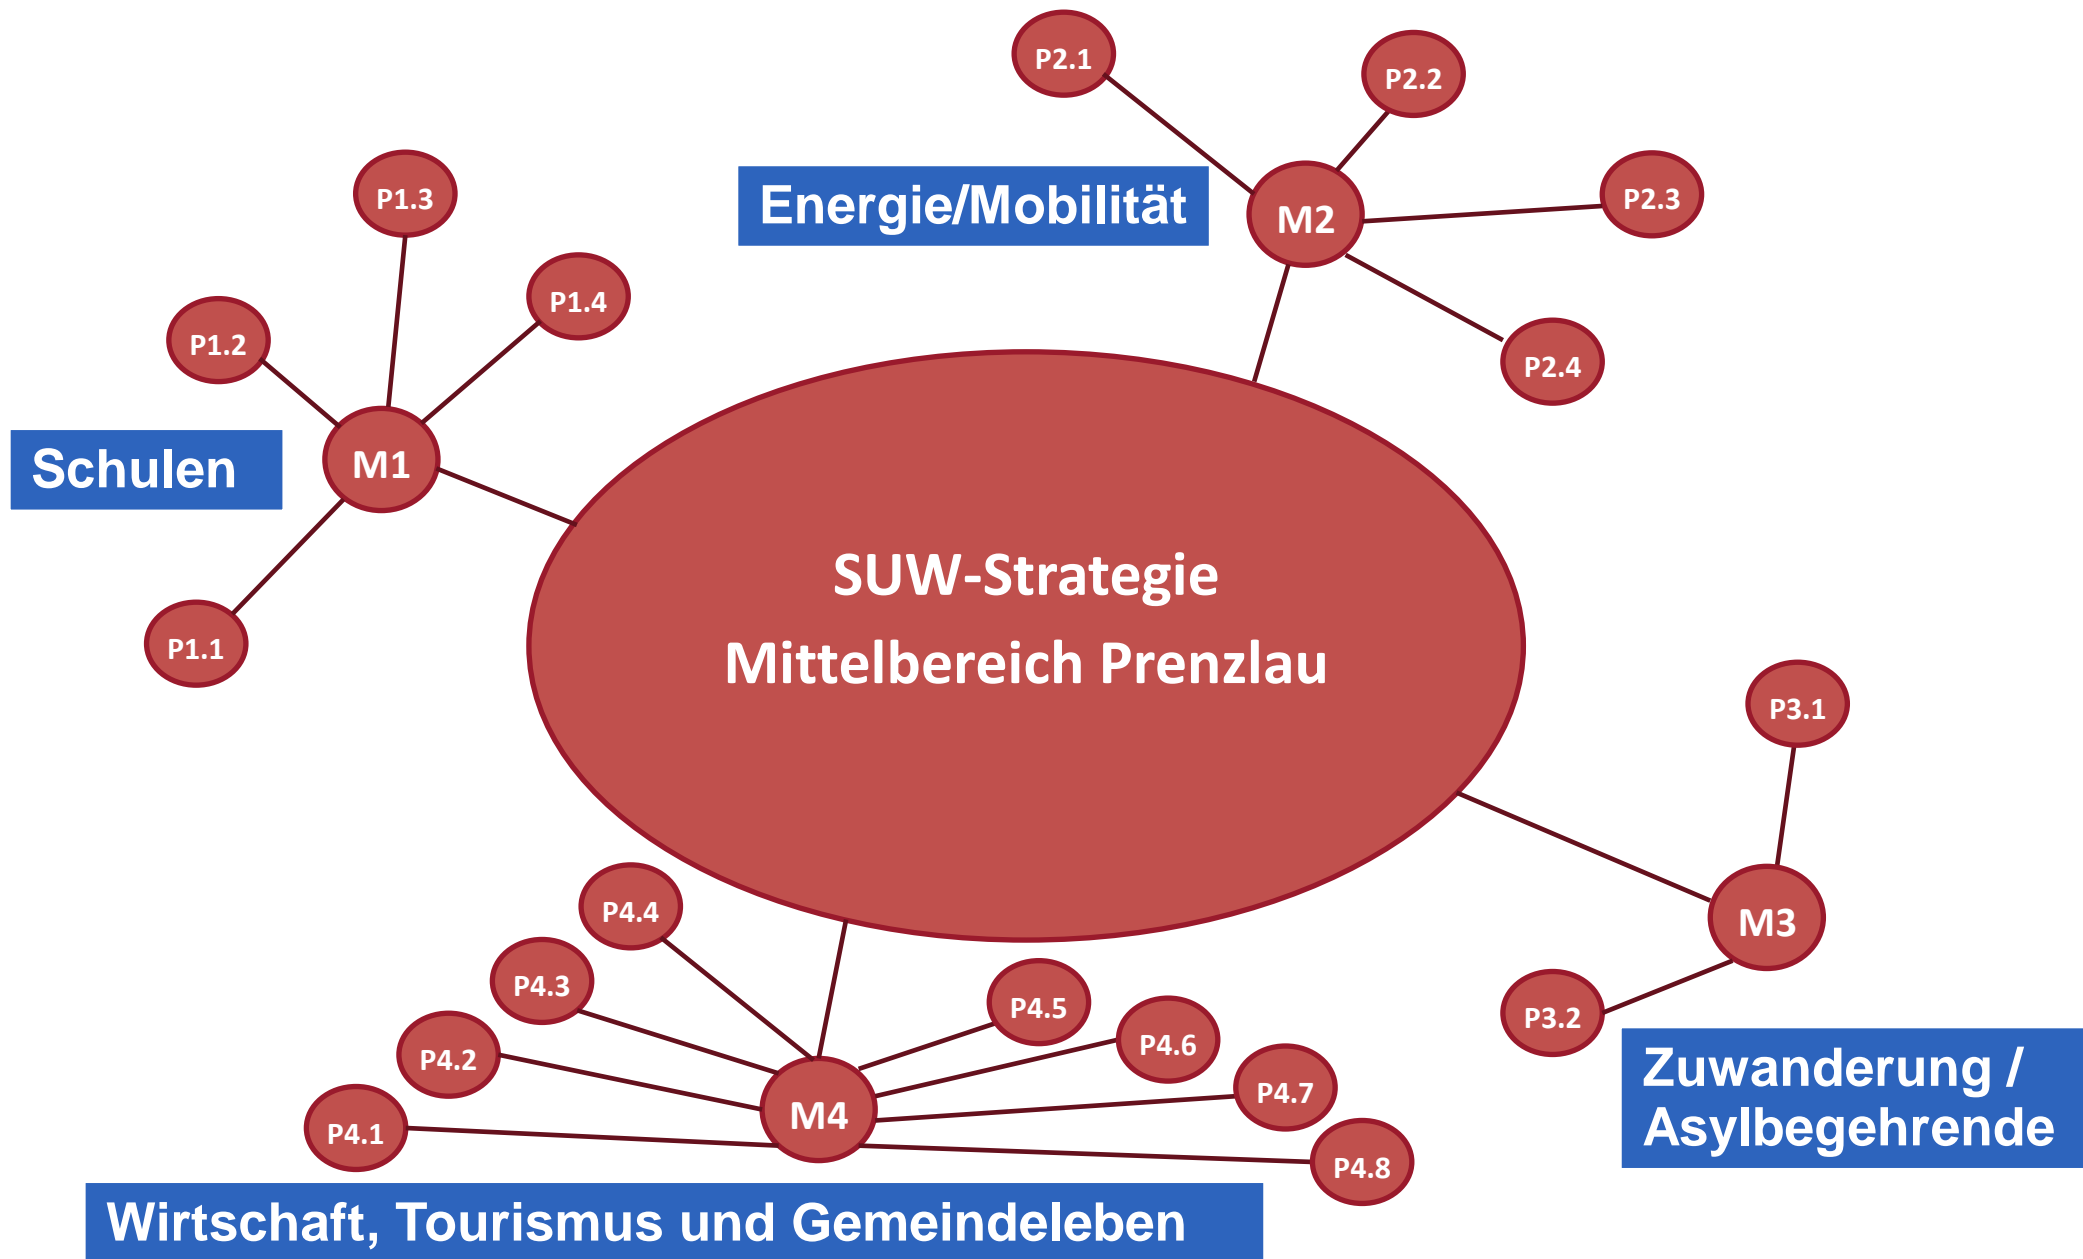 P2.1
P2.2
P1.3
Energie/Mobilität
M2
P2.3
P1.4
P1.2
P2.4
Schulen
M1
SUW-Strategie
Mittelbereich Prenzlau
P1.1
P3.1
P4.4
M3
P4.3
P4.5
P3.2
P4.2
P4.6
Zuwanderung /
Asylbegehrende
P4.7
M4
P4.1
P4.8
Wirtschaft, Tourismus und Gemeindeleben